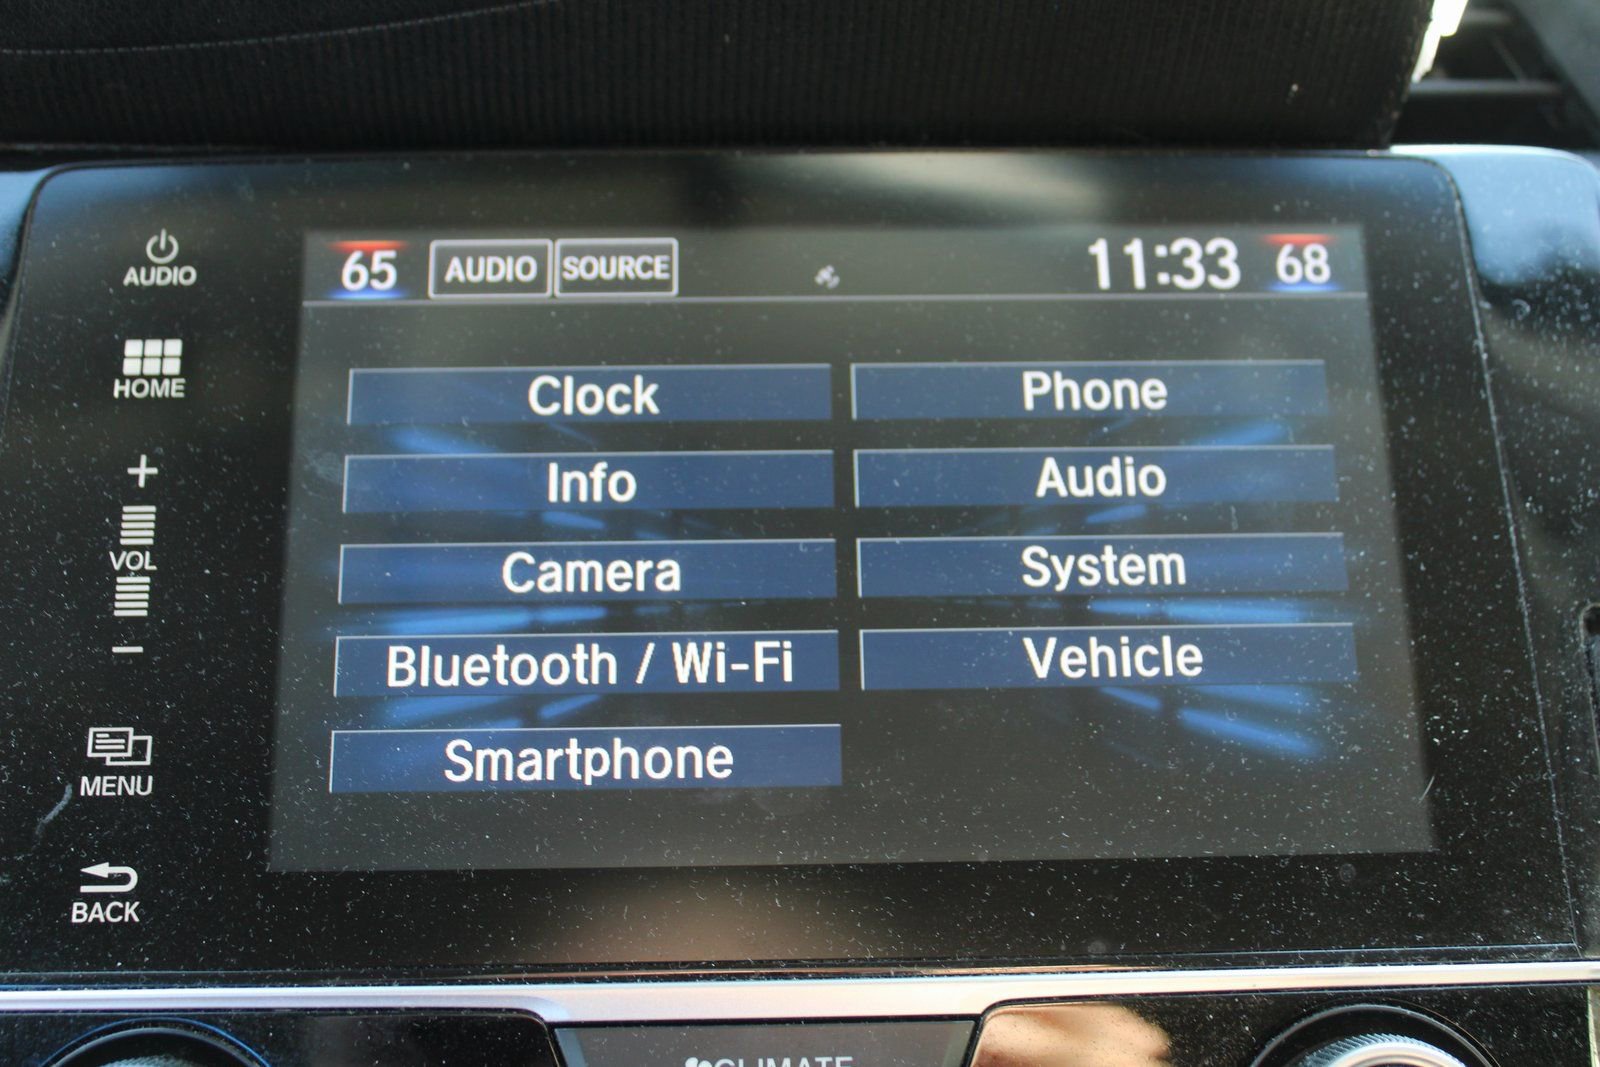 AUDIO
65 AUDIO SOURCE 11:33 68
HOME
+
VOL
−
MENU
BACK
Clock Phone
Info Audio
Camera System
Bluetooth / Wi-Fi Vehicle
Smartphone
CLIMATE